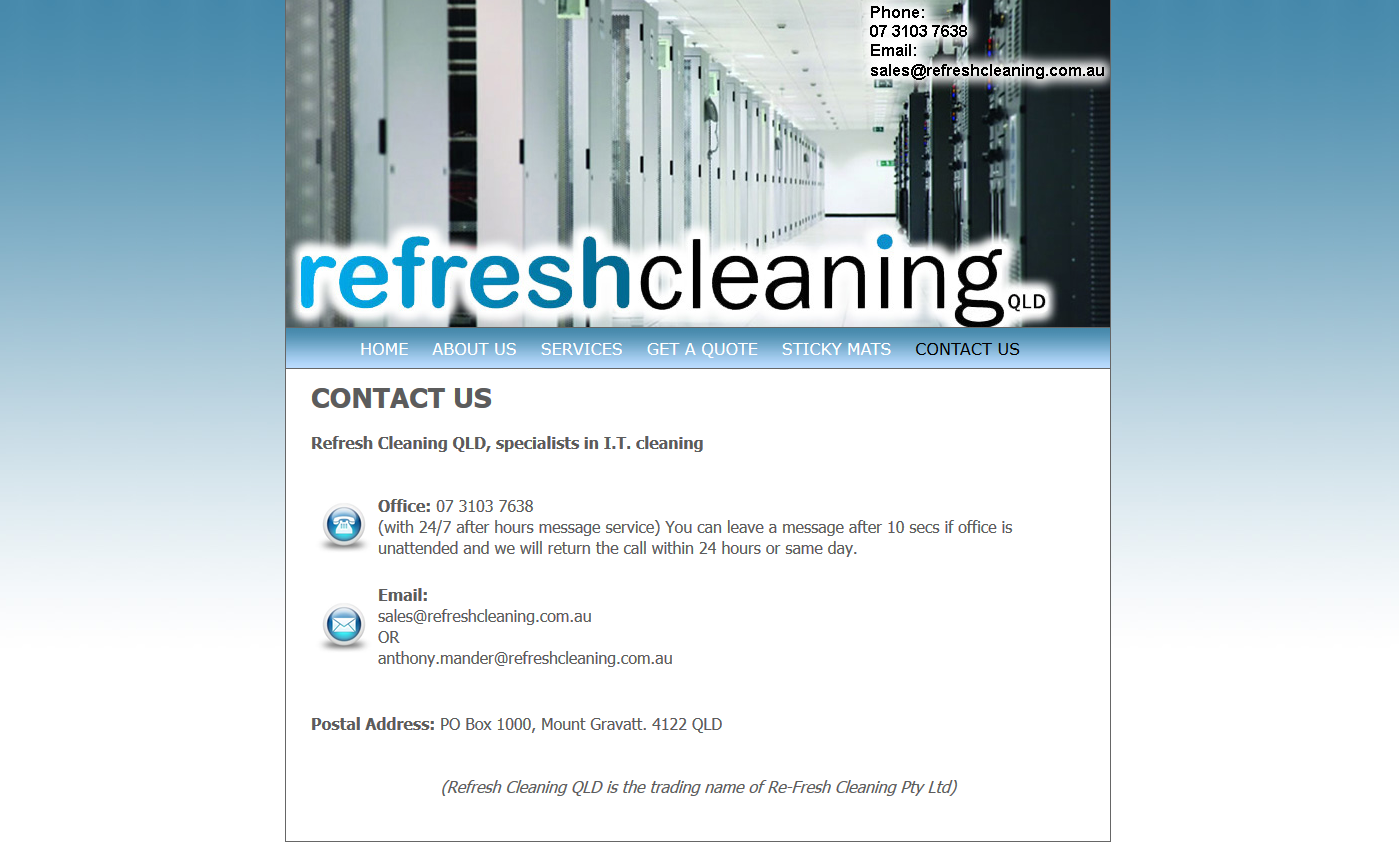 Phone:
07 3103 7638
Email:
sales@refreshcleaning.com.au
refreshcleaning QLD
HOME ABOUT US SERVICES GET A QUOTE STICKY MATS CONTACT US
CONTACT US
Refresh Cleaning QLD, specialists in I.T. cleaning
Office: 07 3103 7638
(with 24/7 after hours message service) You can leave a message after 10 secs if office is
unattended and we will return the call within 24 hours or same day.
Email:
sales@refreshcleaning.com.au
OR
anthony.mander@refreshcleaning.com.au
Postal Address: PO Box 1000, Mount Gravatt. 4122 QLD
(Refresh Cleaning QLD is the trading name of Re-Fresh Cleaning Pty Ltd)